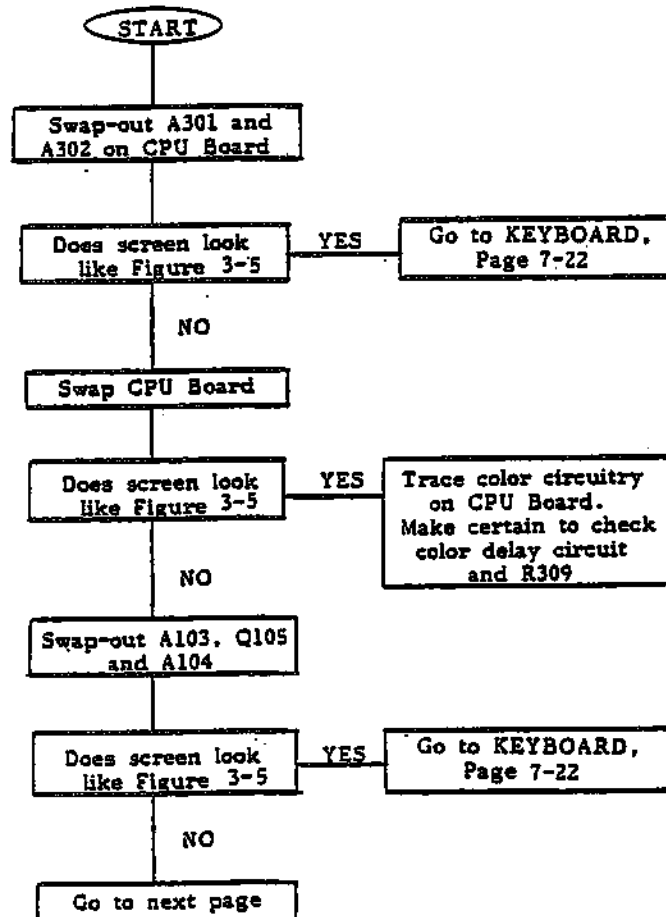 START
Swap-out A301 and
A302 on CPU Board
Does screen look
like Figure 3-5
YES
Go to KEYBOARD,
Page 7-22
NO
Swap CPU Board
Does screen look
like Figure 3-5
YES
Trace color circuitry
on CPU Board.
Make certain to check
color delay circuit
and R309
NO
Swap-out A103, Q105
and A104
Does screen look
like Figure 3-5
YES
Go to KEYBOARD,
Page 7-22
NO
Go to next page